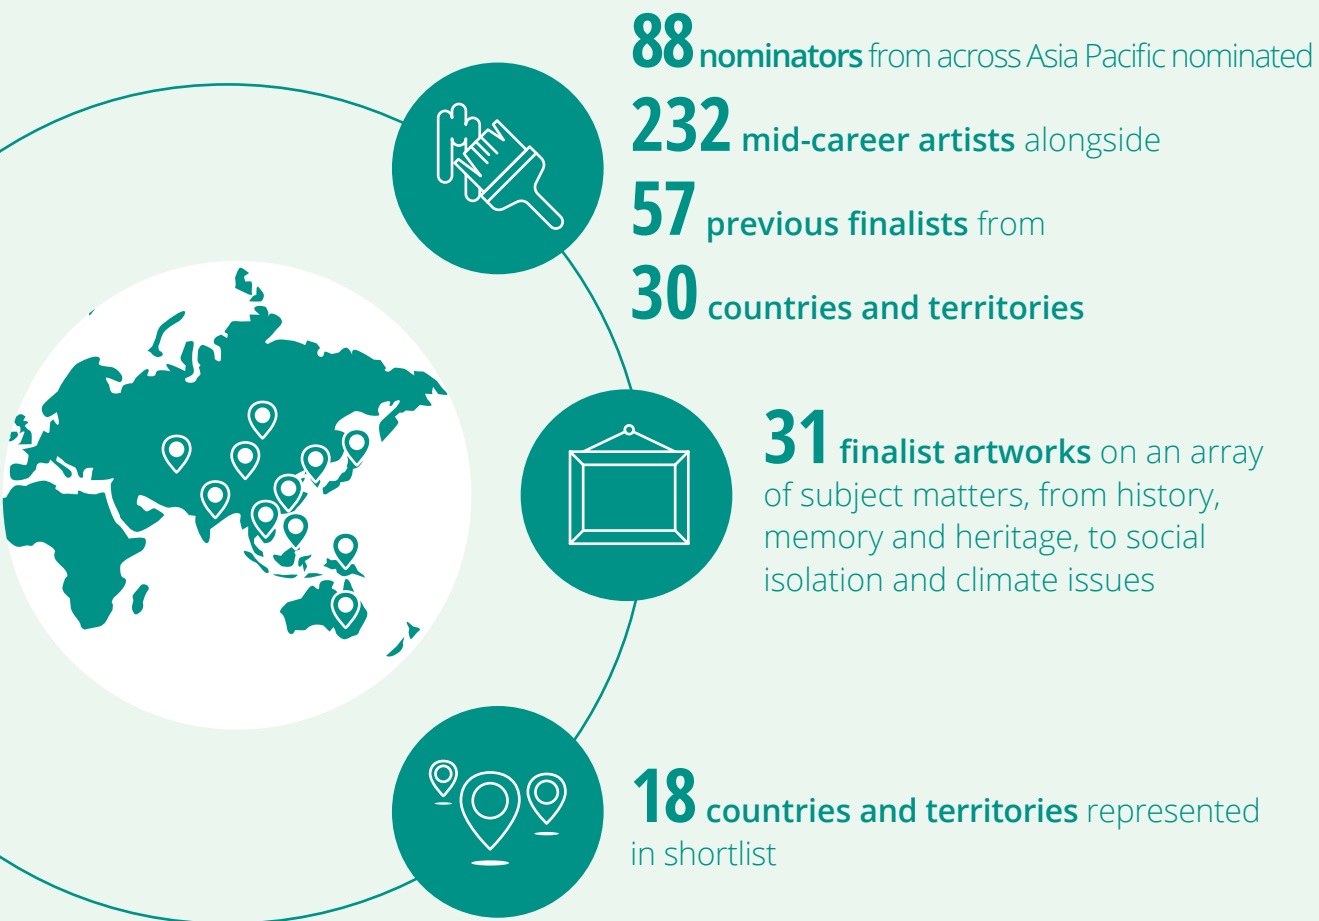 88 nominators from across Asia Pacific nominated
232 mid-career artists alongside
57 previous finalists from
30 countries and territories
31 finalist artworks on an array
of subject matters, from history,
memory and heritage, to social
isolation and climate issues
18 countries and territories represented
in shortlist